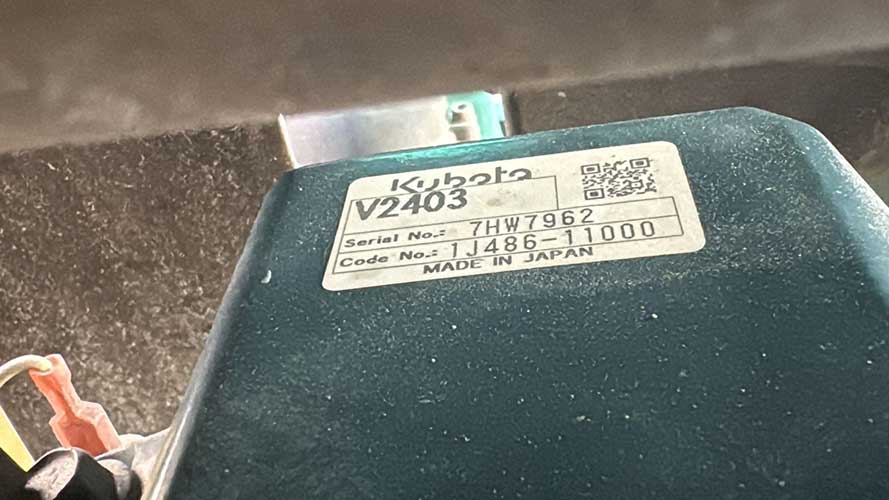 Kubota
V2403
Serial No.: 7HW7962
Code No.: 1J486-11000
MADE IN JAPAN